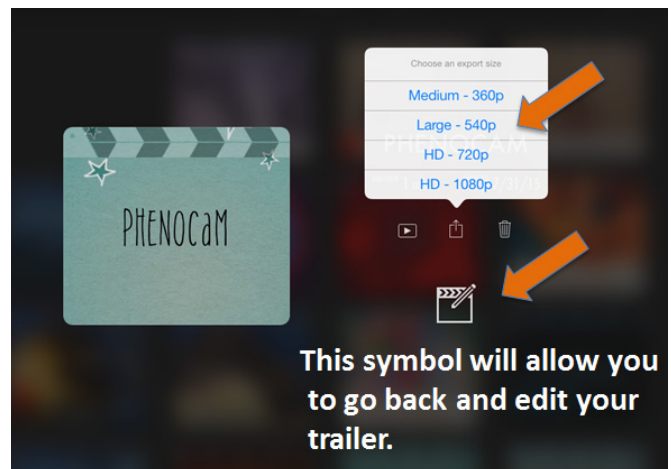 Choose an export size
Medium - 360p
Large - 540p
PHENOCAM
HD - 720p
HD - 1080p
PHENOCaM
This symbol will allow you
to go back and edit your
trailer.